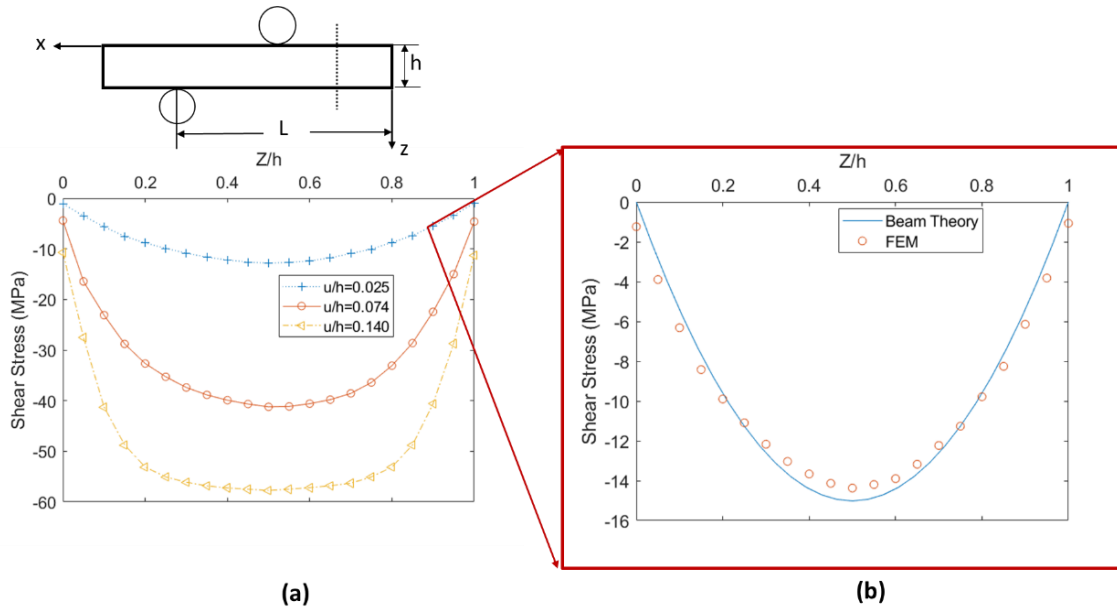 x
h
L
z
Z/h
0 0.2 0.4 0.6 0.8 1
0
-10
-20
-30
-40
-50
-60
Shear Stress (MPa)
u/h=0.025
u/h=0.074
u/h=0.140
(a)
Z/h
0 0.2 0.4 0.6 0.8 1
0
-2
-4
-6
-8
-10
-12
-14
-16
Shear Stress (MPa)
Beam Theory
FEM
(b)